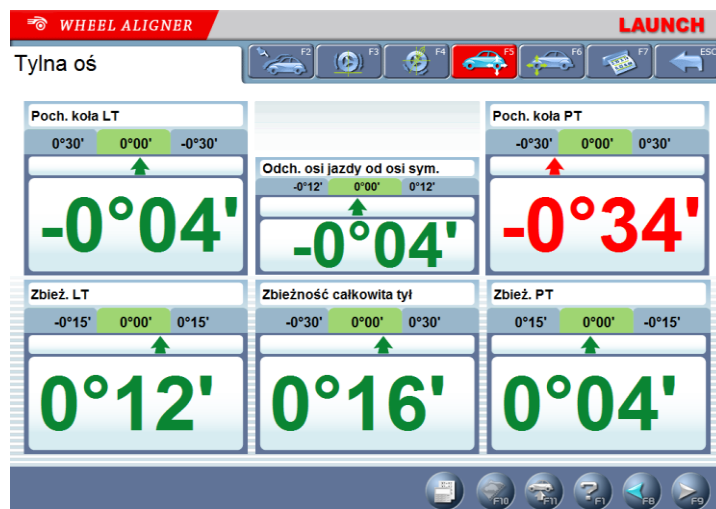 WHEEL ALIGNER
LAUNCH
Tylna oś
F2
F3
F4
F5
F6
F7
ESC
Poch. koła LT
0°30' 0°00' -0°30'
-0°04'
Odch. osi jazdy od osi sym.
-0°12' 0°00' 0°12'
-0°04'
Poch. koła PT
-0°30' 0°00' 0°30'
-0°34'
Zbież. LT
-0°15' 0°00' 0°15'
0°12'
Zbieżność całkowita tył
-0°30' 0°00' 0°30'
0°16'
Zbież. PT
0°15' 0°00' -0°15'
0°04'
F10
F11
F1
F8
F9